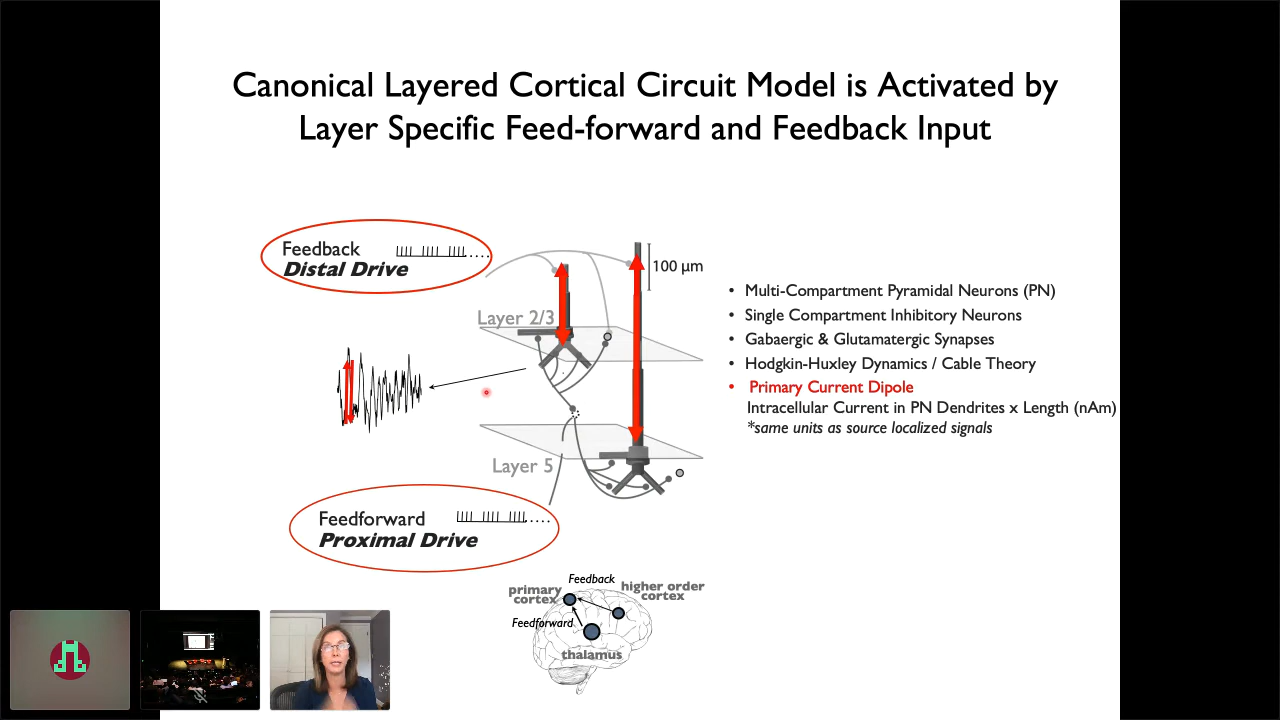 Canonical Layered Cortical Circuit Model is Activated by
Layer Specific Feed-forward and Feedback Input
Feedback
Distal Drive
100 µm
Layer 2/3
• Multi-Compartment Pyramidal Neurons (PN)
• Single Compartment Inhibitory Neurons
• Gabaergic & Glutamatergic Synapses
• Hodgkin-Huxley Dynamics / Cable Theory
• Primary Current Dipole
Intracellular Current in PN Dendrites x Length (nAm)
*same units as source localized signals
Layer 5
Feedforward
Proximal Drive
Feedback
primary
cortex
higher order
cortex
Feedforward
thalamus